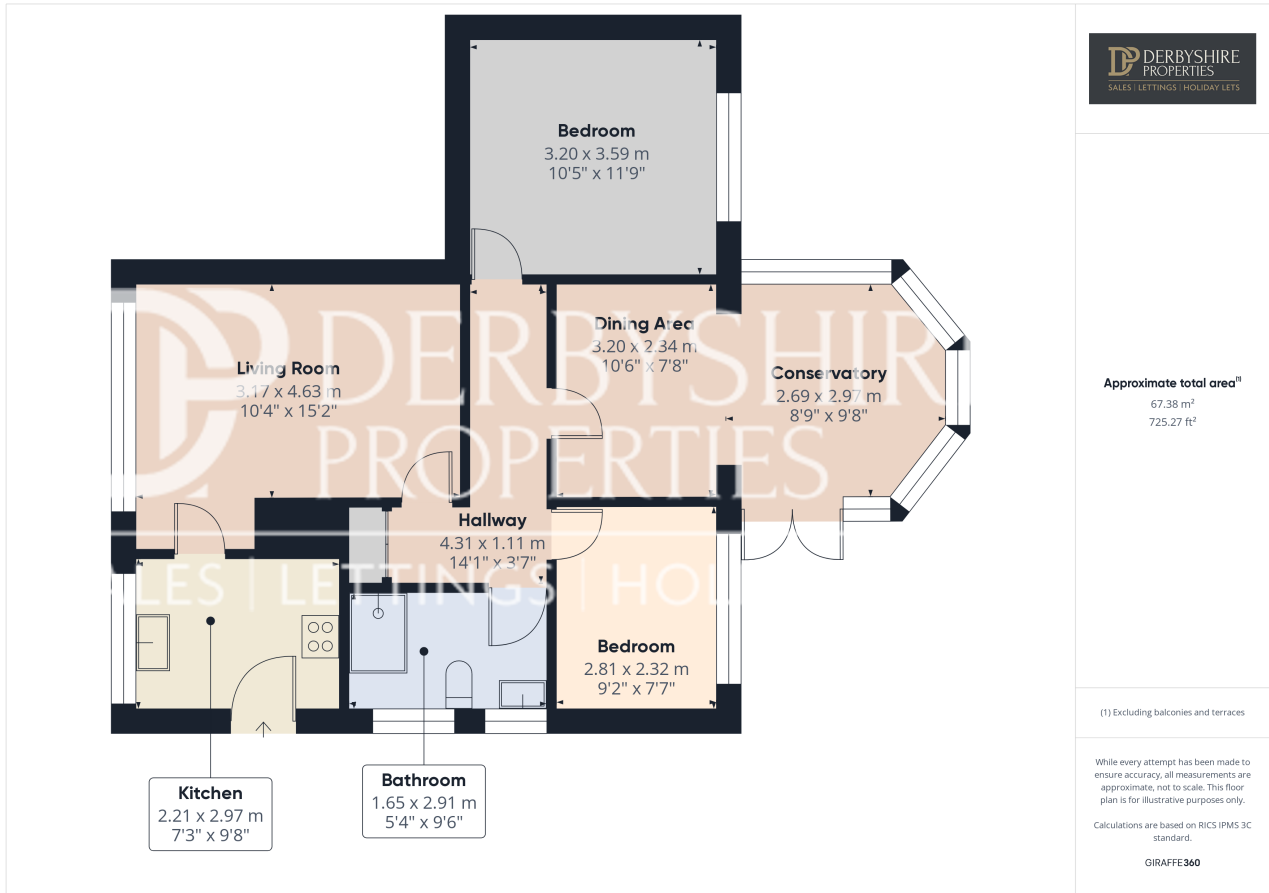 Bedroom
3.20 x 3.59 m
10'5" x 11'9"
Living Room
3.17 x 4.63 m
10'4" x 15'2"
Dining Area
3.20 x 2.34 m
10'6" x 7'8"
Conservatory
2.69 x 2.97 m
8'9" x 9'8"
Hallway
4.31 x 1.11 m
14'1" x 3'7"
Bedroom
2.81 x 2.32 m
9'2" x 7'7"
Kitchen
2.21 x 2.97 m
7'3" x 9'8"
Bathroom
1.65 x 2.91 m
5'4" x 9'6"
DP DERBYSHIR
PROPERTIES
ALES | LETTINGS | HOL
DP DERBYSHIRE
PROPERTIES
SALES | LETTINGS | HOLIDAY LETS
Approximate total area(1)
67.38 m²
725.27 ft²
(1) Excluding balconies and terraces
While every attempt has been made to
ensure accuracy, all measurements are
approximate, not to scale. This floor
plan is for illustrative purposes only.
Calculations are based on RICS IPMS 3C
standard.
GIRAFFE360